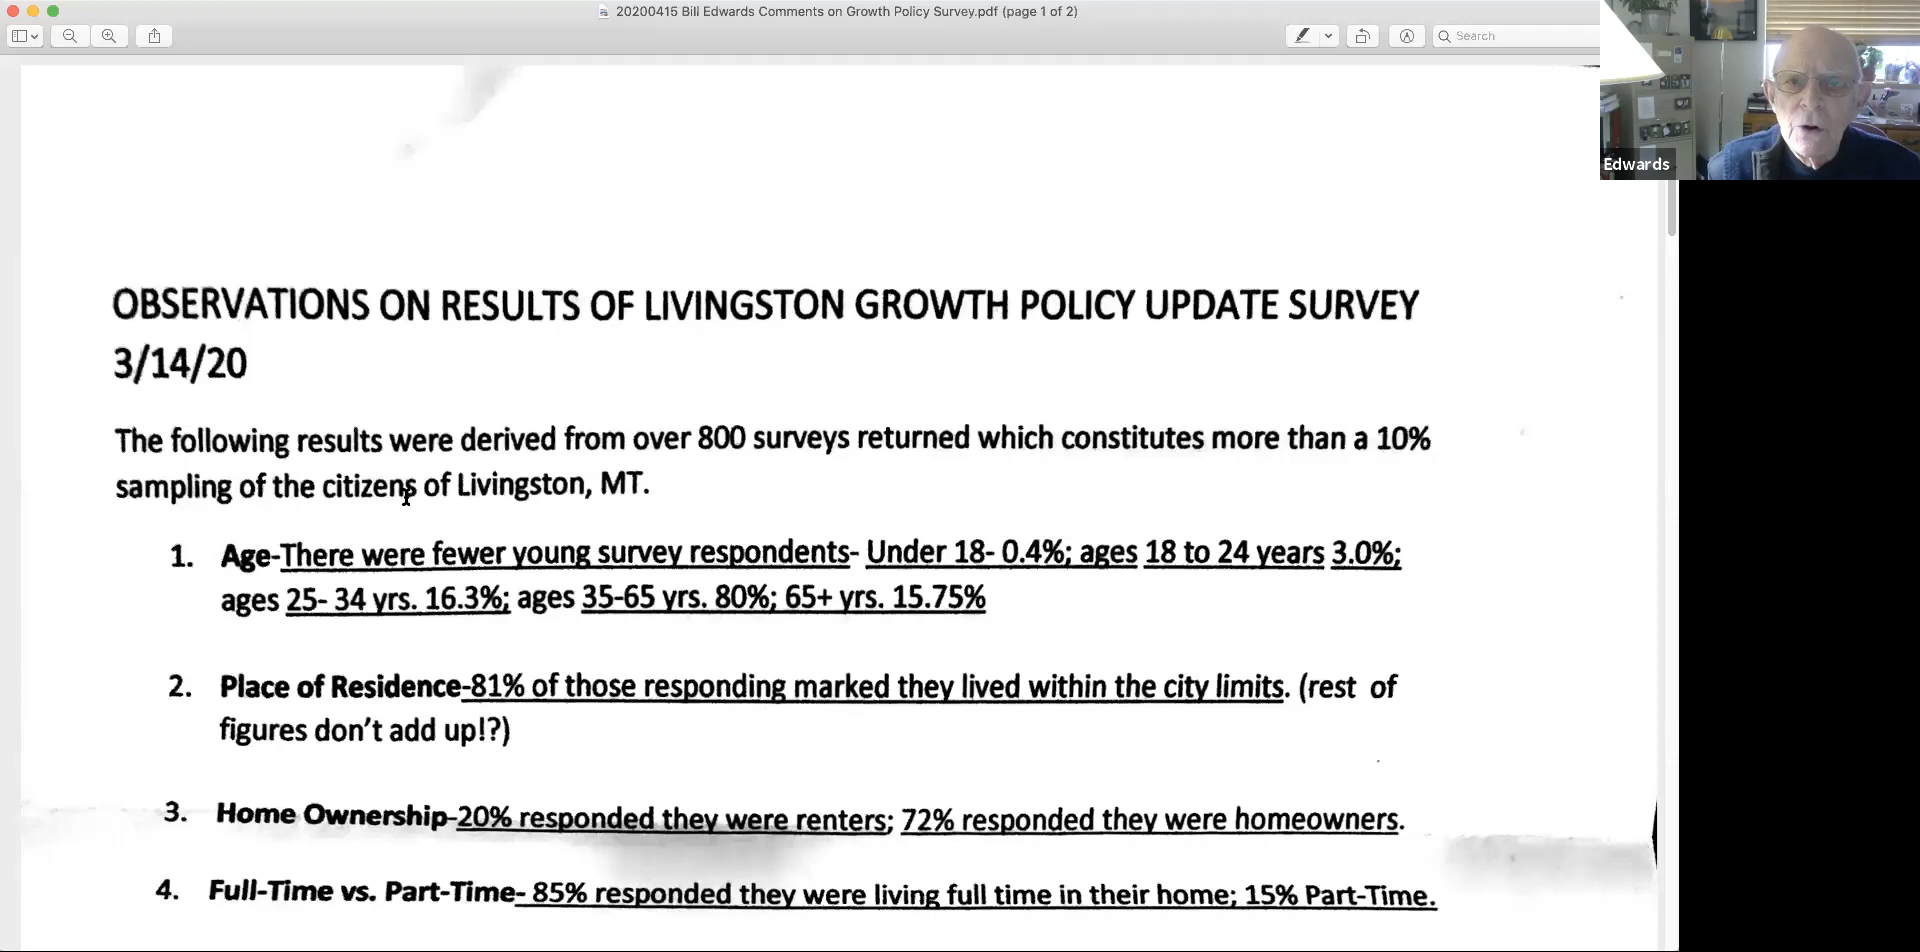 20200415 Bill Edwards Comments on Growth Policy Survey.pdf (page 1 of 2)
Search
Edwards
OBSERVATIONS ON RESULTS OF LIVINGSTON GROWTH POLICY UPDATE SURVEY
3/14/20
The following results were derived from over 800 surveys returned which constitutes more than a 10%
sampling of the citizens of Livingston, MT.
1. Age-There were fewer young survey respondents- Under 18- 0.4%; ages 18 to 24 years 3.0%;
ages 25- 34 yrs. 16.3%; ages 35-65 yrs. 80%; 65+ yrs. 15.75%
2. Place of Residence-81% of those responding marked they lived within the city limits. (rest of
figures don't add up!?)
3. Home Ownership-20% responded they were renters; 72% responded they were homeowners.
4. Full-Time vs. Part-Time- 85% responded they were living full time in their home; 15% Part-Time.